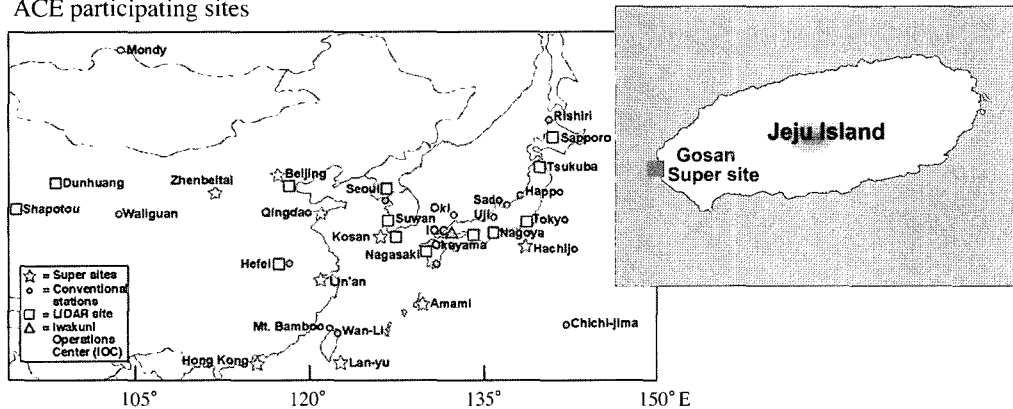 ACE participating sites
Mondy
Rishiri
Sapporo
Tsukuba
Dunhuang
Zhenbeitai
Beijing
Seoul
Happo
Sado
Oki
Uji
Shapotou
Waliguan
Qingdao
Suwan
Tokyo
IOC
Nagoya
Kosan
Okayama
Hachijo
Nagasaki
Hefei
Lin'an
Amami
Mt. Bamboo
Wan-Li
Chichi-jima
Hong Kong
Lan-yu
= Super sites
= Conventional
stations
= LIDAR site
= Iwakuni
Operations
Center (IOC)
105°
120°
135°
150° E
Jeju Island
Gosan
Super site